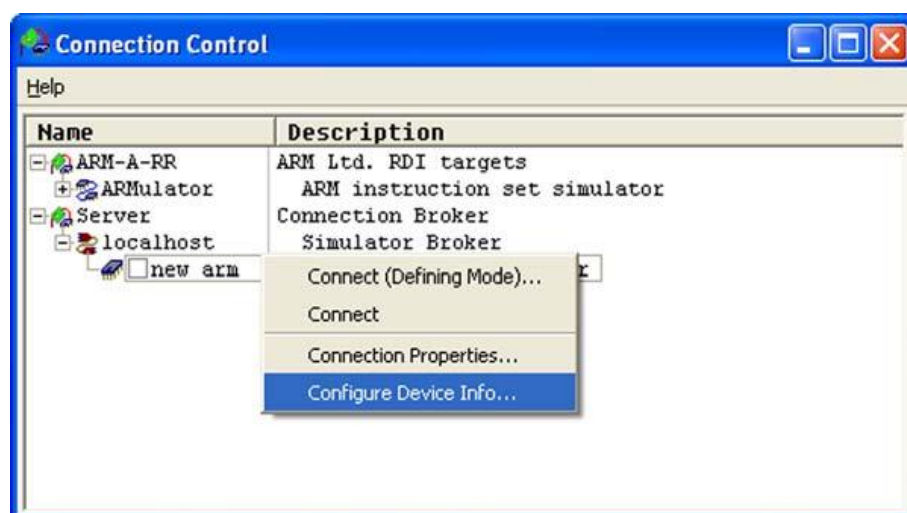 Connection Control
Help
Name Description
ARM-A-RR ARM Ltd. RDI targets
ARMulator ARM instruction set simulator
Server Connection Broker
localhost Simulator Broker
new arm r
Connect (Defining Mode)...
Connect
Connection Properties...
Configure Device Info...